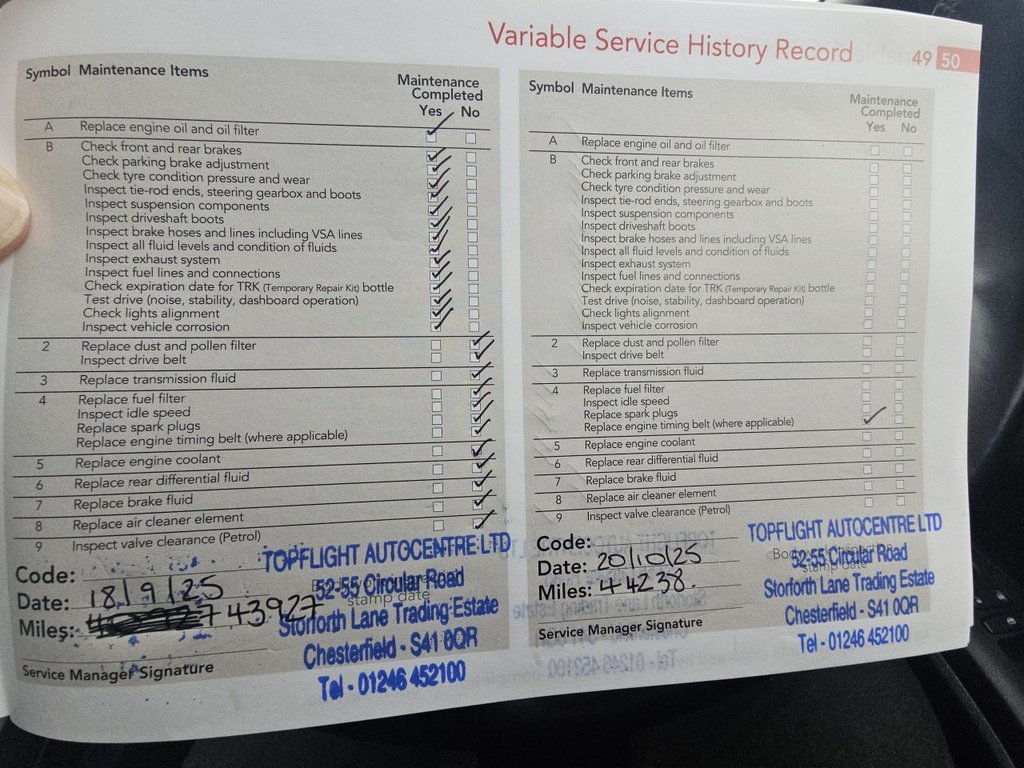 Variable Service History Record 49 50
Symbol Maintenance Items
Maintenance Completed
Yes No
A Replace engine oil and oil filter
B Check front and rear brakes
Check parking brake adjustment
Check tyre condition pressure and wear
Inspect tie-rod ends, steering gearbox and boots
Inspect suspension components
Inspect driveshaft boots
Inspect brake hoses and lines including VSA lines
Inspect all fluid levels and condition of fluids
Inspect exhaust system
Inspect fuel lines and connections
Check expiration date for TRK (Temporary Repair Kit) bottle
Test drive (noise, stability, dashboard operation)
Check lights alignment
Inspect vehicle corrosion
2 Replace dust and pollen filter
Inspect drive belt
3 Replace transmission fluid
4 Replace fuel filter
Inspect idle speed
Replace spark plugs
Replace engine timing belt (where applicable)
5 Replace engine coolant
6 Replace rear differential fluid
7 Replace brake fluid
8 Replace air cleaner element
9 Inspect valve clearance (Petrol)
Code:
Date: 18/9/25
Miles: 43927
Service Manager Signature
stamp date
TOPFLIGHT AUTOCENTRE LTD
52-55 Circular Road
Storforth Lane Trading Estate
Chesterfield - S41 0QR
Tel - 01246 452100
Symbol Maintenance Items
Maintenance Completed
Yes No
A Replace engine oil and oil filter
B Check front and rear brakes
Check parking brake adjustment
Check tyre condition pressure and wear
Inspect tie-rod ends, steering gearbox and boots
Inspect suspension components
Inspect driveshaft boots
Inspect brake hoses and lines including VSA lines
Inspect all fluid levels and condition of fluids
Inspect exhaust system
Inspect fuel lines and connections
Check expiration date for TRK (Temporary Repair Kit) bottle
Test drive (noise, stability, dashboard operation)
Check lights alignment
Inspect vehicle corrosion
2 Replace dust and pollen filter
Inspect drive belt
3 Replace transmission fluid
4 Replace fuel filter
Inspect idle speed
Replace spark plugs
Replace engine timing belt (where applicable)
5 Replace engine coolant
6 Replace rear differential fluid
7 Replace brake fluid
8 Replace air cleaner element
9 Inspect valve clearance (Petrol)
Code:
Date: 20/10/25
Miles: 44238.
Service Manager Signature
stamp date
TOPFLIGHT AUTOCENTRE LTD
52-55 Circular Road
Storforth Lane Trading Estate
Chesterfield - S41 0QR
Tel - 01246 452100